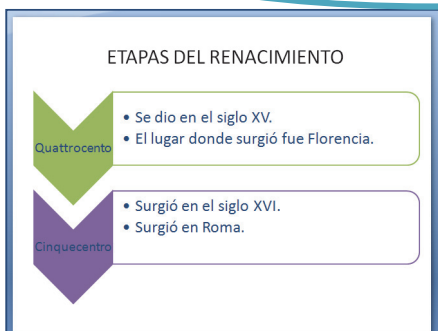 ETAPAS DEL RENACIMIENTO
Quattrocento
• Se dio en el siglo XV.
• El lugar donde surgió fue Florencia.
Cinquecentro
• Surgió en el siglo XVI.
• Surgió en Roma.